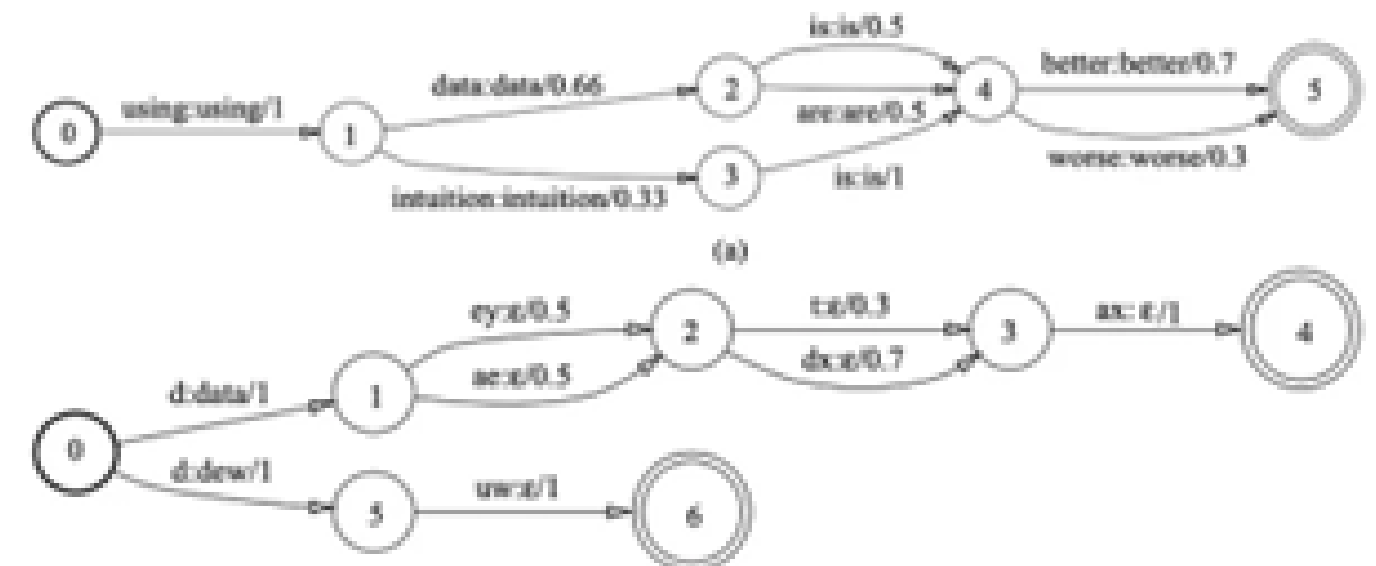 is:is/0.5
data:data/0.66
better:better/0.7
using:using/1
0
1
2
4
5
are:are/0.5
3
worse:worse/0.3
intuition:intuition/0.33
is:is/1
(a)
ey:ε/0.5
t:ε/0.3
ax: ε/1
2
3
4
ae:ε/0.5
dx:ε/0.7
d:data/1
1
0
d:dew/1
uw:ε/1
5
6